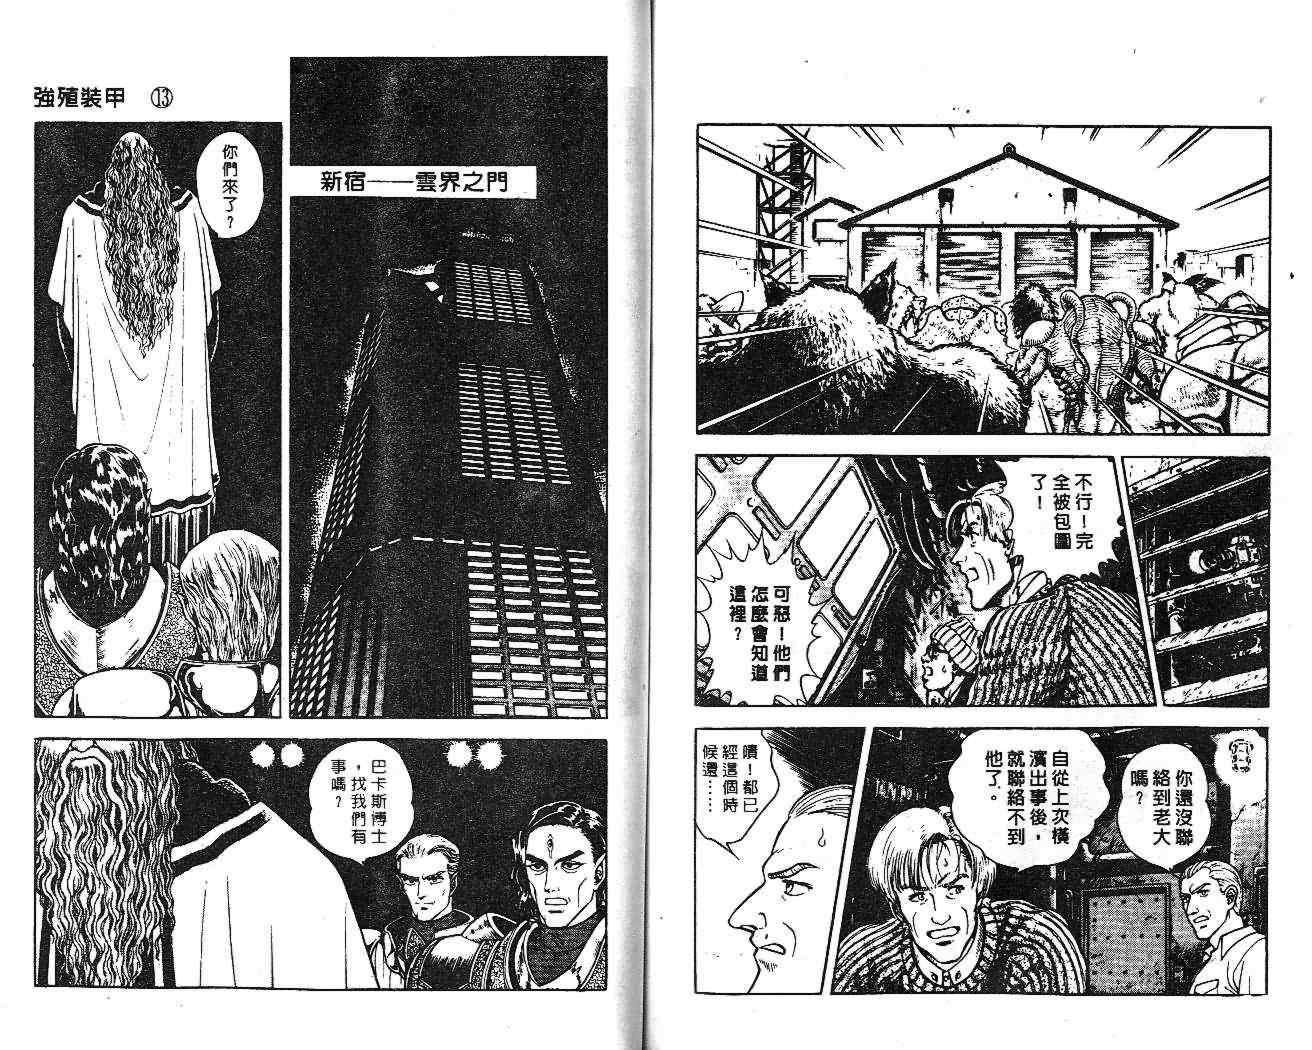 不行！完
全被包圍
了！
可惡！他們
怎麼會知道
這裡？
你還沒聯
絡到老大
嗎？
自從上次橫
濱出事後，
就聯絡不到
他了。
嘖！都已
經這個時
候還……
強殖裝甲 ⑬
新宿——雲界之門
你
們
來
了？
巴卡斯博士
，找我們有
事嗎？